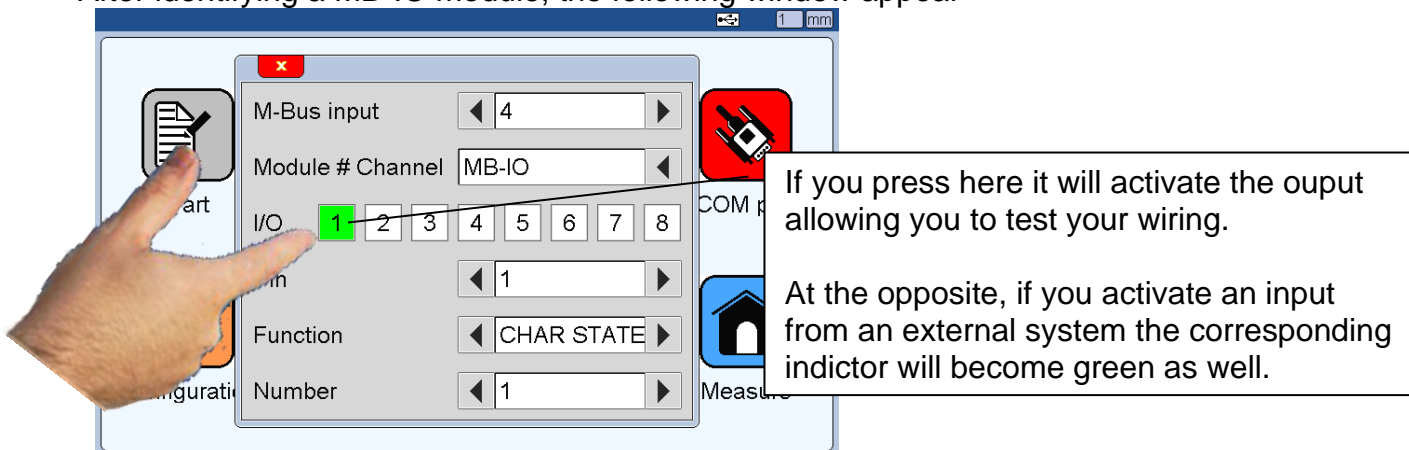 After identifying a MB-IO module, the following window appear
1 mm
x
M-Bus input 4
Module # Channel MB-IO
I/O 1 2 3 4 5 6 7 8
1
Function CHAR STATE
Number 1
COM
Measure
If you press here it will activate the ouput
allowing you to test your wiring.
At the opposite, if you activate an input
from an external system the corresponding
indictor will become green as well.